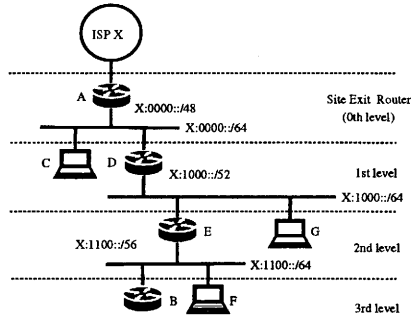 ISP X
A
X:0000::/48
Site Exit Router
(0th level)
X:0000::/64
C
D
X:1000::/52
1st level
X:1000::/64
X:1100::/56
E
G
2nd level
X:1100::/64
B
F
3rd level